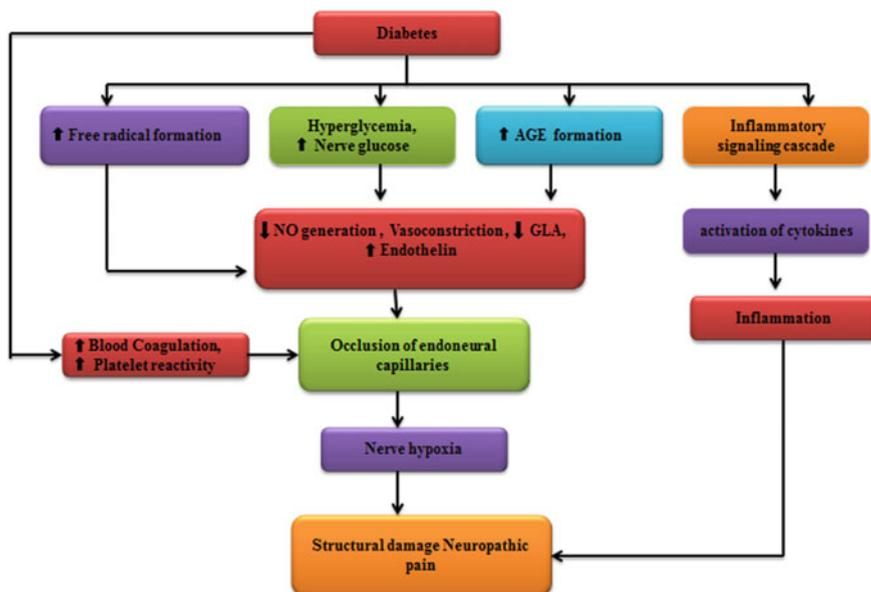 Diabetes
⬆ Free radical formation
Hyperglycemia,
⬆ Nerve glucose
⬆ AGE formation
Inflammatory
signaling cascade
⬇ NO generation , Vasoconstriction, ⬇ GLA,
⬆ Endothelin
activation of cytokines
Inflammation
⬆ Blood Coagulation,
⬆ Platelet reactivity
Occlusion of endoneural
capillaries
Nerve hypoxia
Structural damage Neuropathic
pain